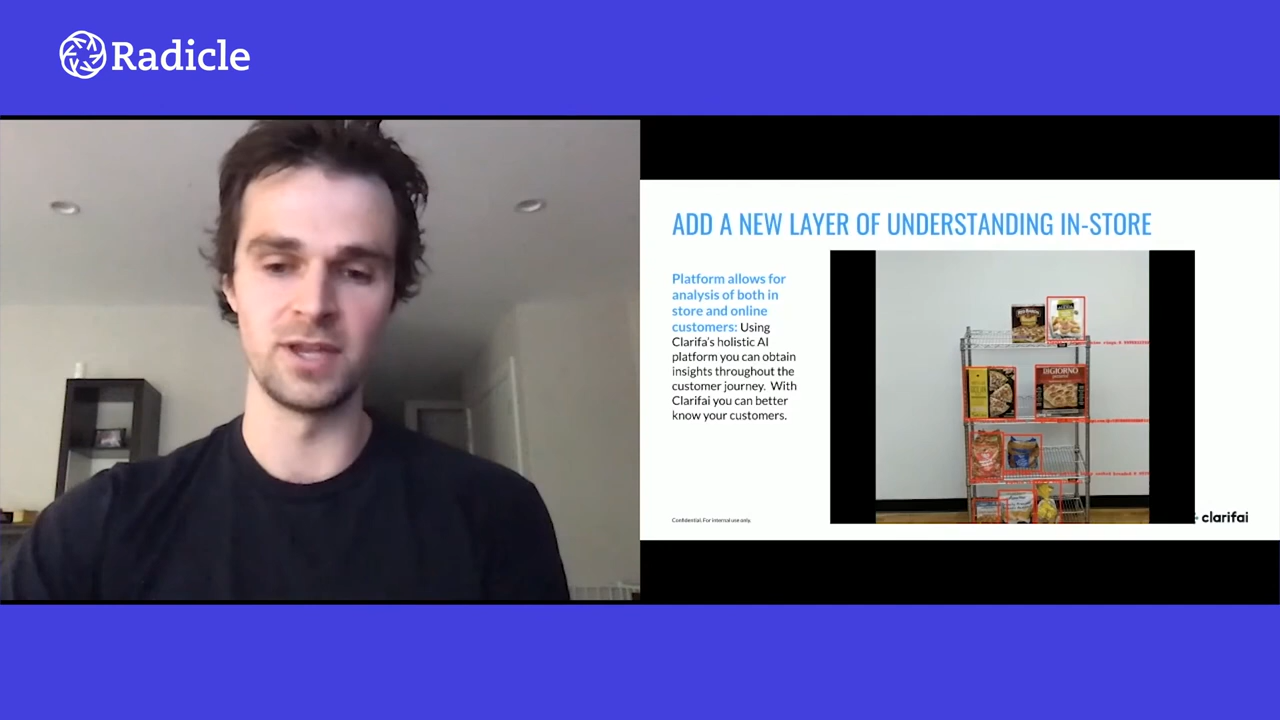 Radicle
ADD A NEW LAYER OF UNDERSTANDING IN-STORE
Platform allows for
analysis of both in
store and online
customers: Using
Clarifa's holistic AI
platform you can obtain
insights throughout the
customer journey. With
Clarifai you can better
know your customers.
DIGIORNO
Confidential. For internal use only.
clarifai